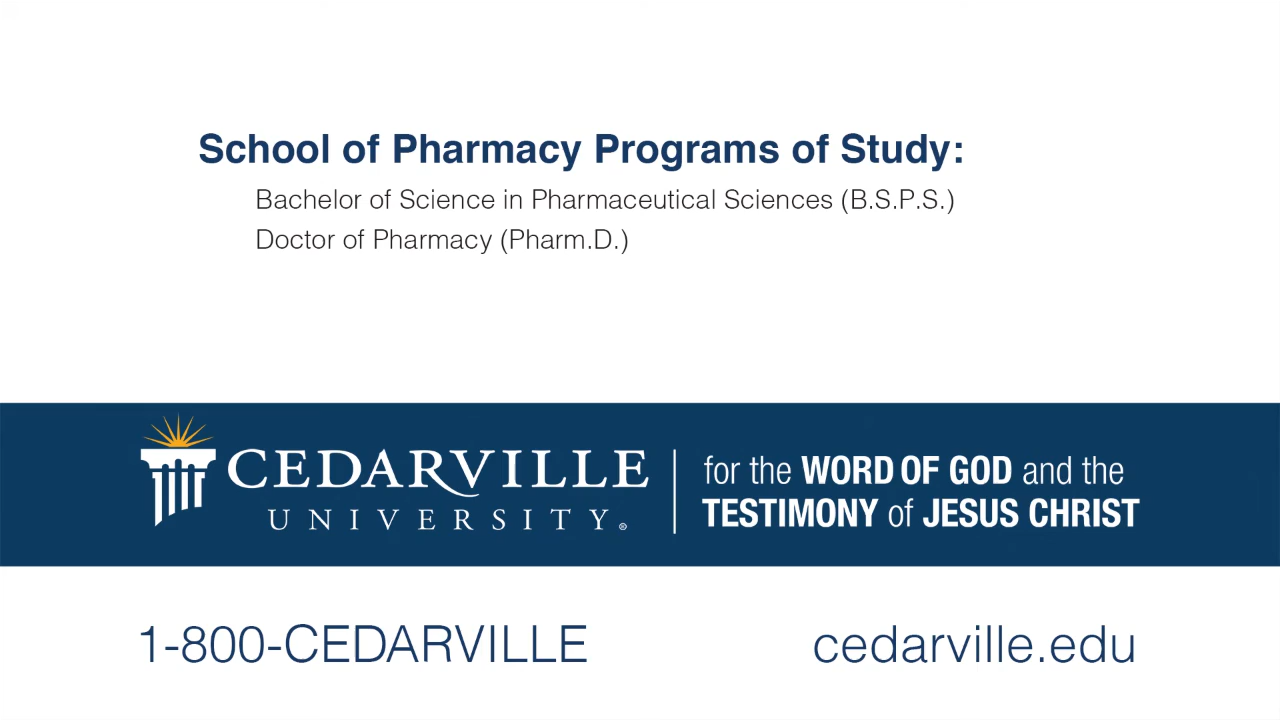 School of Pharmacy Programs of Study:
Bachelor of Science in Pharmaceutical Sciences (B.S.P.S.)
Doctor of Pharmacy (Pharm.D.)
CEDARVILLE
UNIVERSITY®
for the WORD OF GOD and the
TESTIMONY of JESUS CHRIST
1-800-CEDARVILLE
cedarville.edu